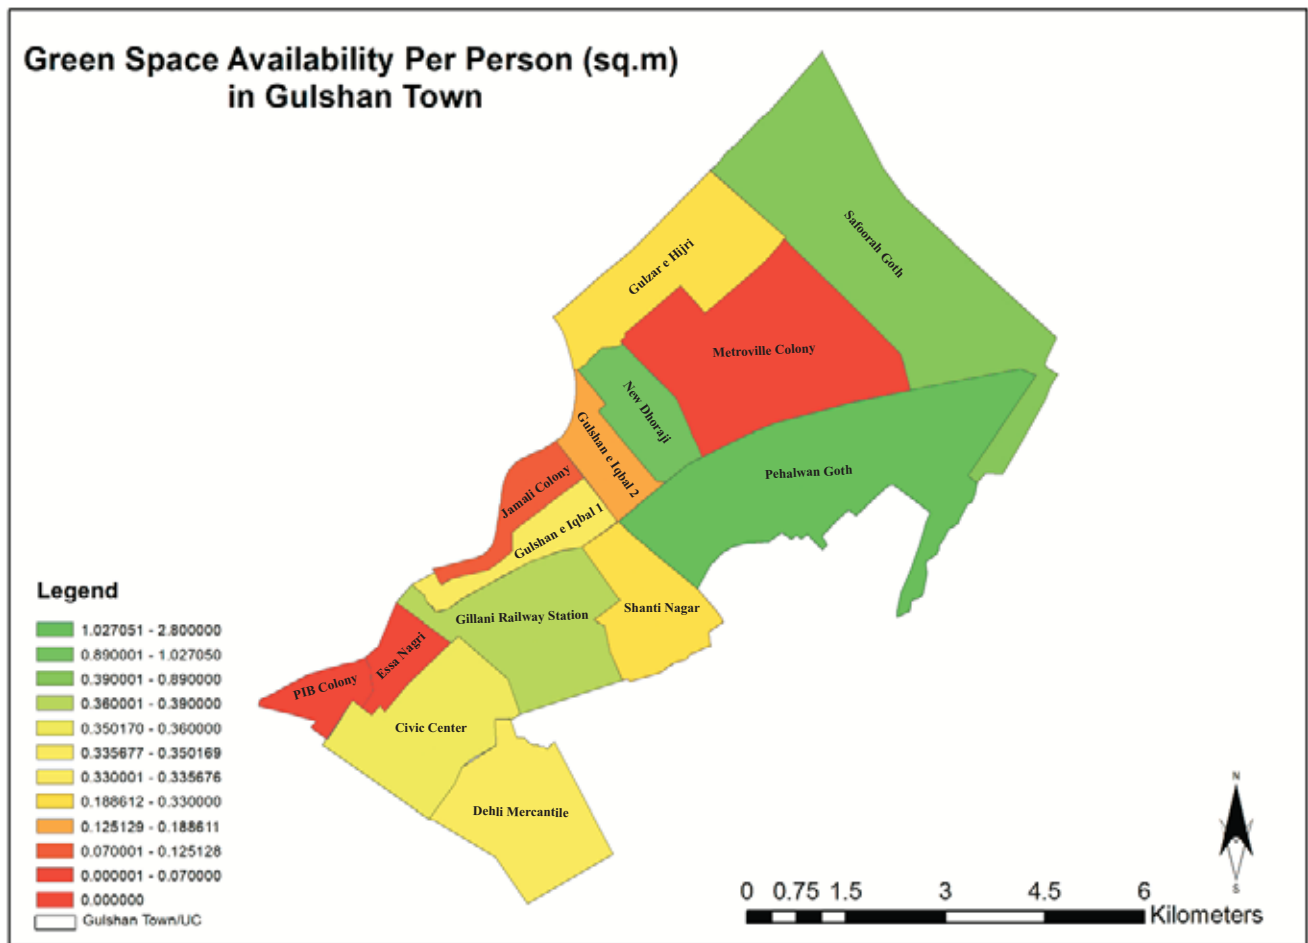 Green Space Availability Per Person (sq.m)
in Gulshan Town
Safoorah Goth
Gulzar e Hijri
Metroville Colony
New Dhoraji
Gulshan e Iqbal 2
Pehalwan Goth
Jamali Colony
Gulshan e Iqbal 1
Shanti Nagar
Gillani Railway Station
Essa Nagri
PIB Colony
Civic Center
Dehli Mercantile
Legend
1.027051 - 2.800000
0.890001 - 1.027050
0.390001 - 0.890000
0.360001 - 0.390000
0.350170 - 0.360000
0.335677 - 0.350169
0.330001 - 0.335676
0.188612 - 0.330000
0.125129 - 0.188611
0.070001 - 0.125128
0.000001 - 0.070000
0.000000
Gulshan Town/UC
N
S
0 0.75 1.5 3 4.5 6
Kilometers